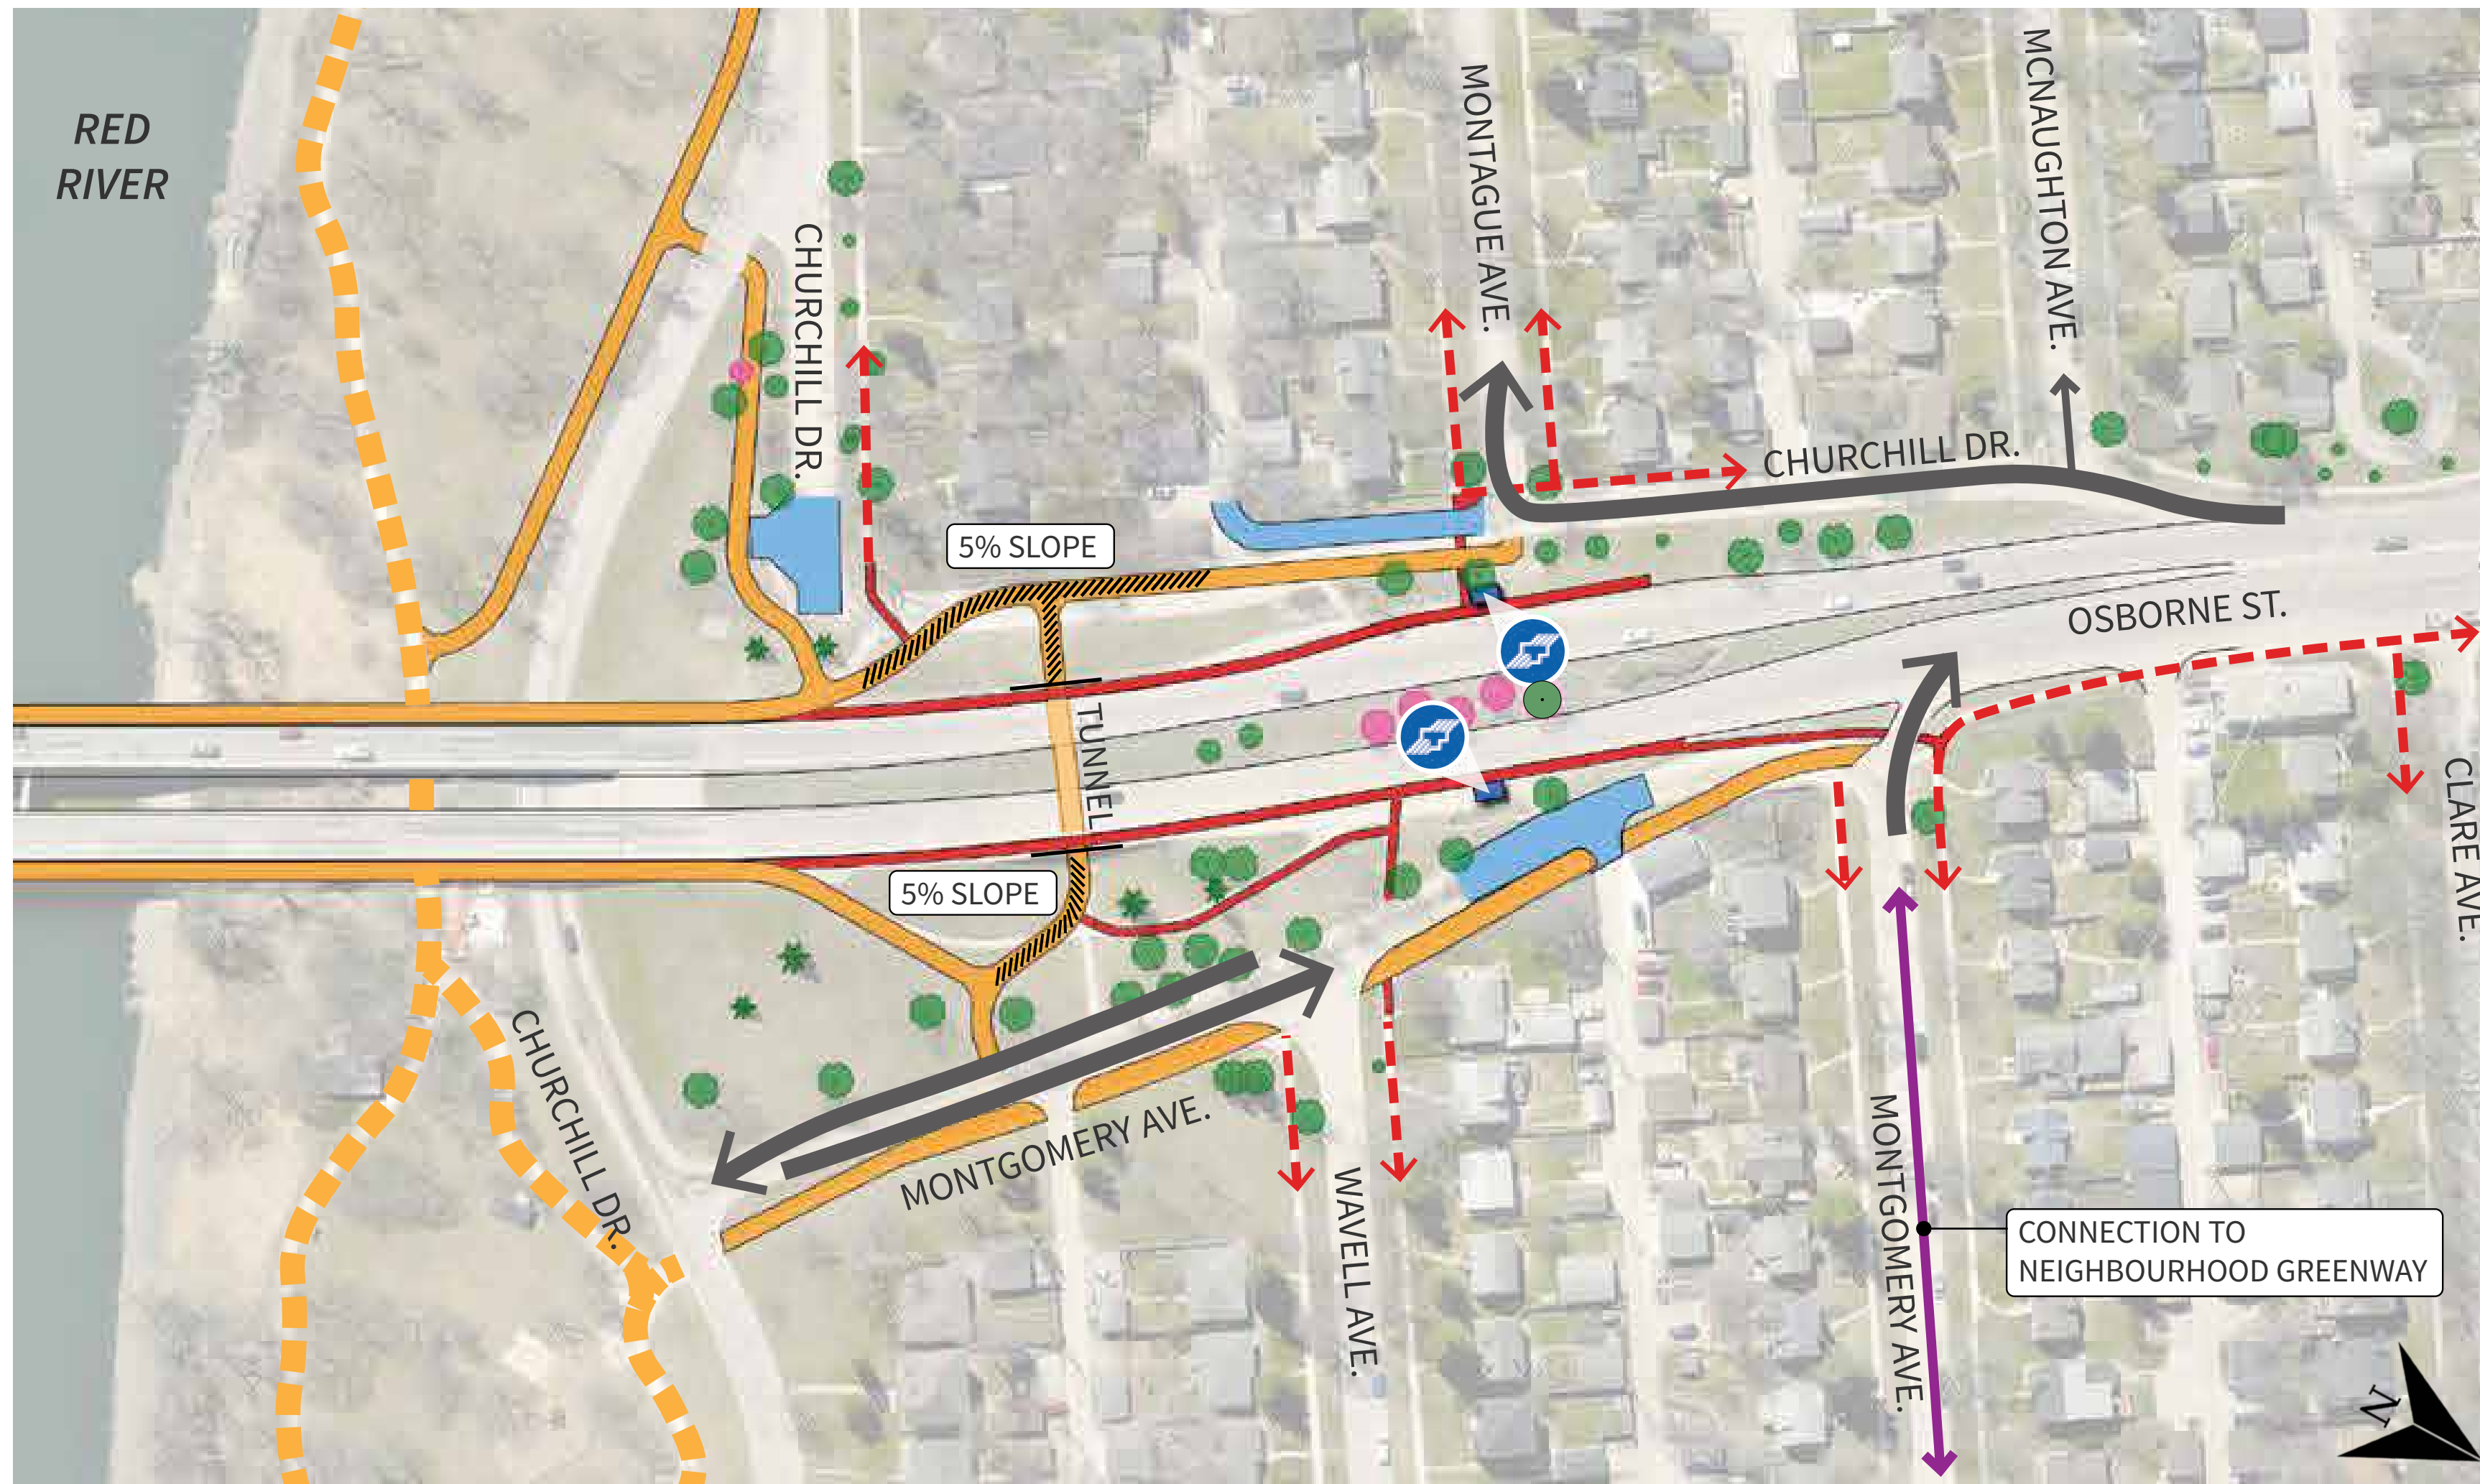 RED
RIVER
CHURCHILL DR.
MONTAGUE AVE.
MCNAUGHTON AVE.
CHURCHILL DR.
5% SLOPE
OSBORNE ST.
TUNNEL
CLARE AVE.
5% SLOPE
CHURCHILL DR.
MONTGOMERY AVE.
WAVELL AVE.
MONTGOMERY AVE.
CONNECTION TO
NEIGHBOURHOOD GREENWAY
N